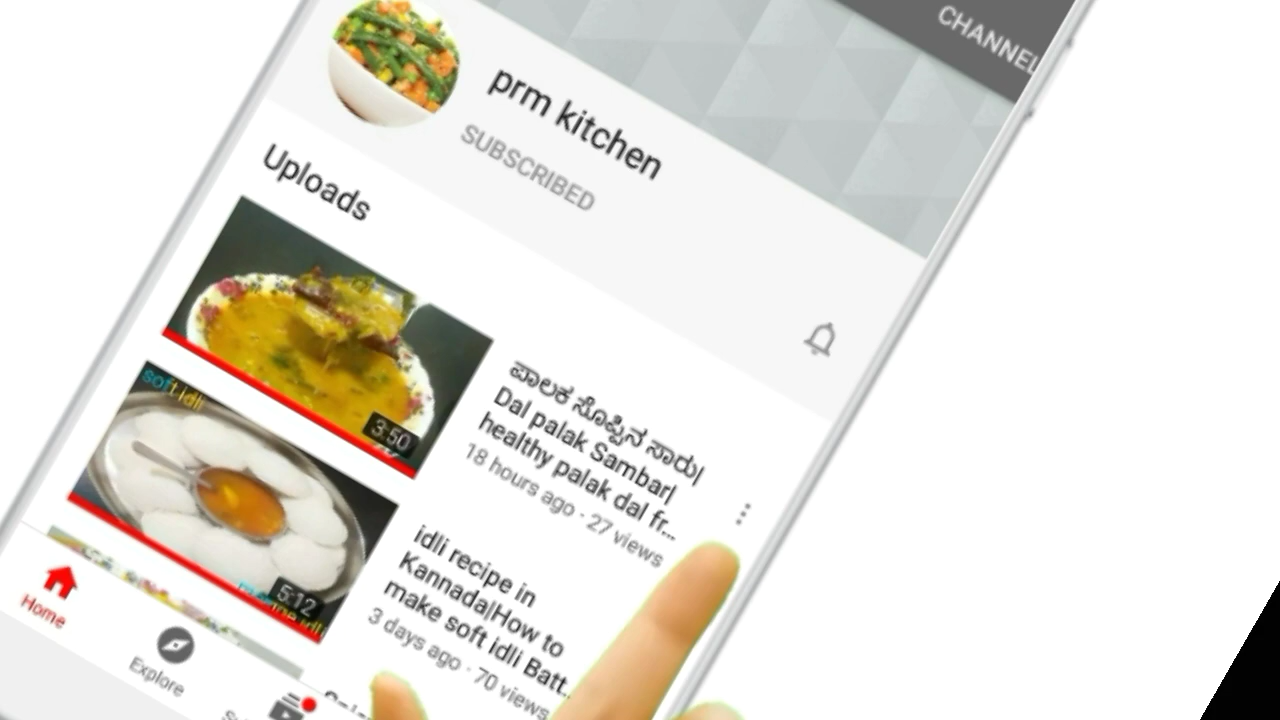 CHANNEL
prm kitchen
SUBSCRIBED
Uploads
3:50
ಪಾಲಕ ಸೊಪ್ಪಿನ ಸಾರು|
Dal palak Sambar|
healthy palak dal fr...
18 hours ago · 27 views
soft idli
5:12
idli recipe in
Kannada|How to
make soft idli Batt...
3 days ago · 70 views
Home
Explore